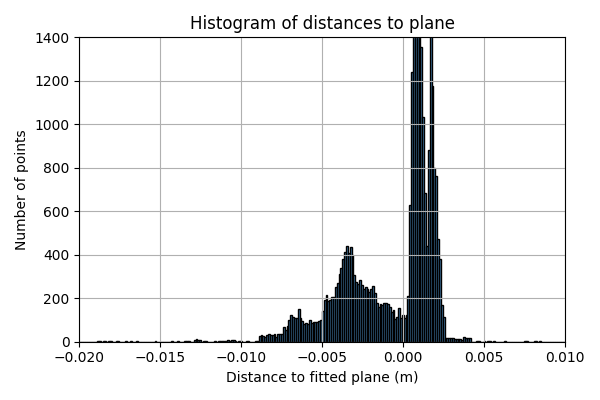 Histogram of distances to plane
Number of points
1400
1200
1000
800
600
400
200
0
−0.020 −0.015 −0.010 −0.005 0.000 0.005 0.010
Distance to fitted plane (m)